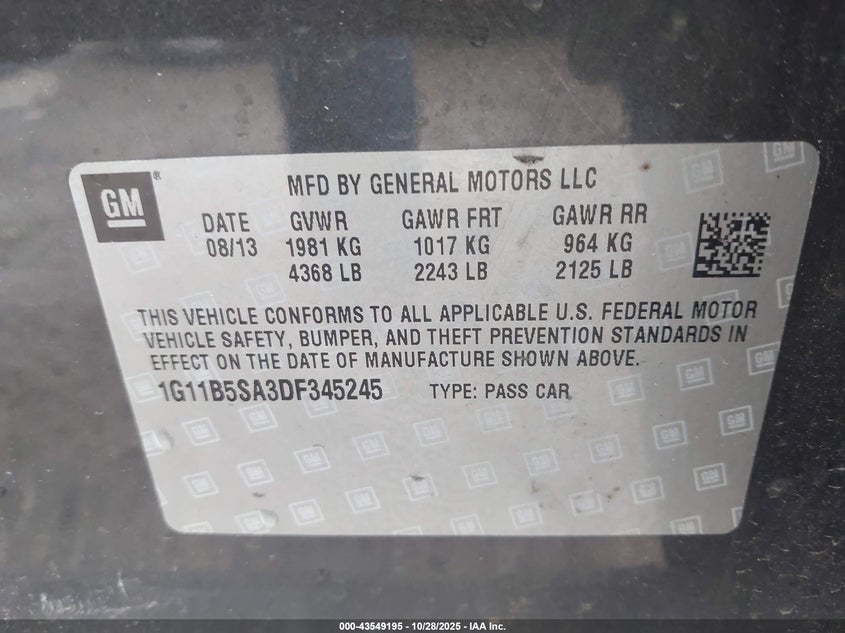 GM
MFD BY GENERAL MOTORS LLC
DATE GVWR GAWR FRT GAWR RR
08/13 1981 KG 1017 KG 964 KG
4368 LB 2243 LB 2125 LB
THIS VEHICLE CONFORMS TO ALL APPLICABLE U.S. FEDERAL MOTOR
VEHICLE SAFETY, BUMPER, AND THEFT PREVENTION STANDARDS IN
EFFECT ON THE DATE OF MANUFACTURE SHOWN ABOVE.
1G11B5SA3DF345245 TYPE: PASS CAR
000-43549195 - 10/28/2025 - IAA Inc.